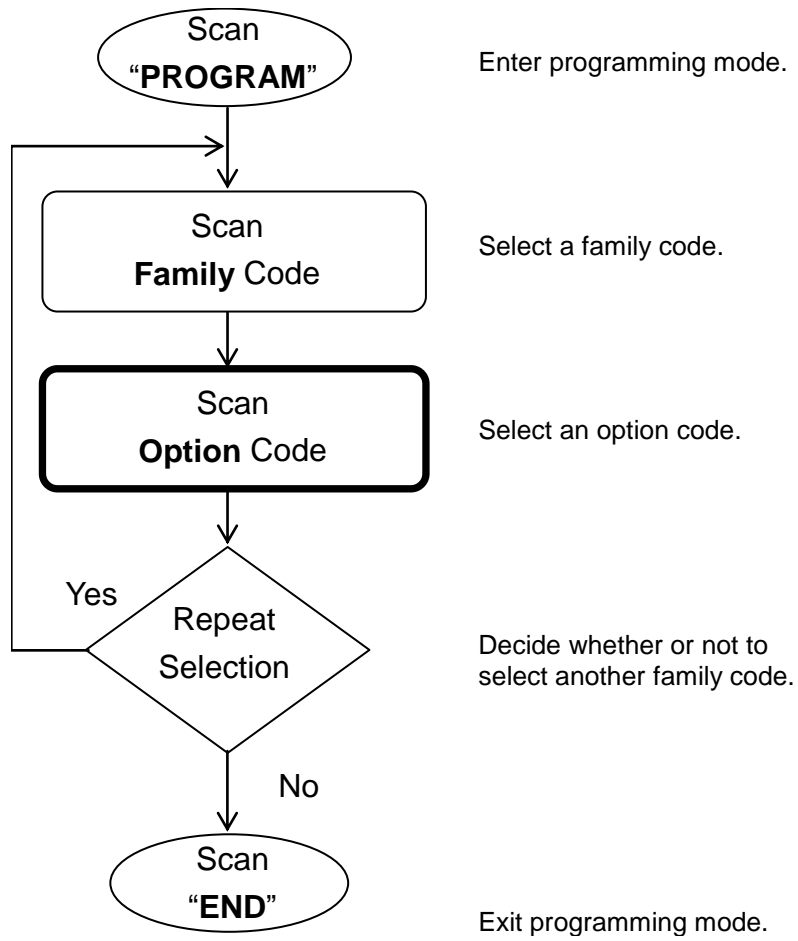 Scan
“PROGRAM”
Enter programming mode.
Scan
Family Code
Select a family code.
Scan
Option Code
Select an option code.
Yes
Repeat
Selection
Decide whether or not to
select another family code.
No
Scan
“END”
Exit programming mode.